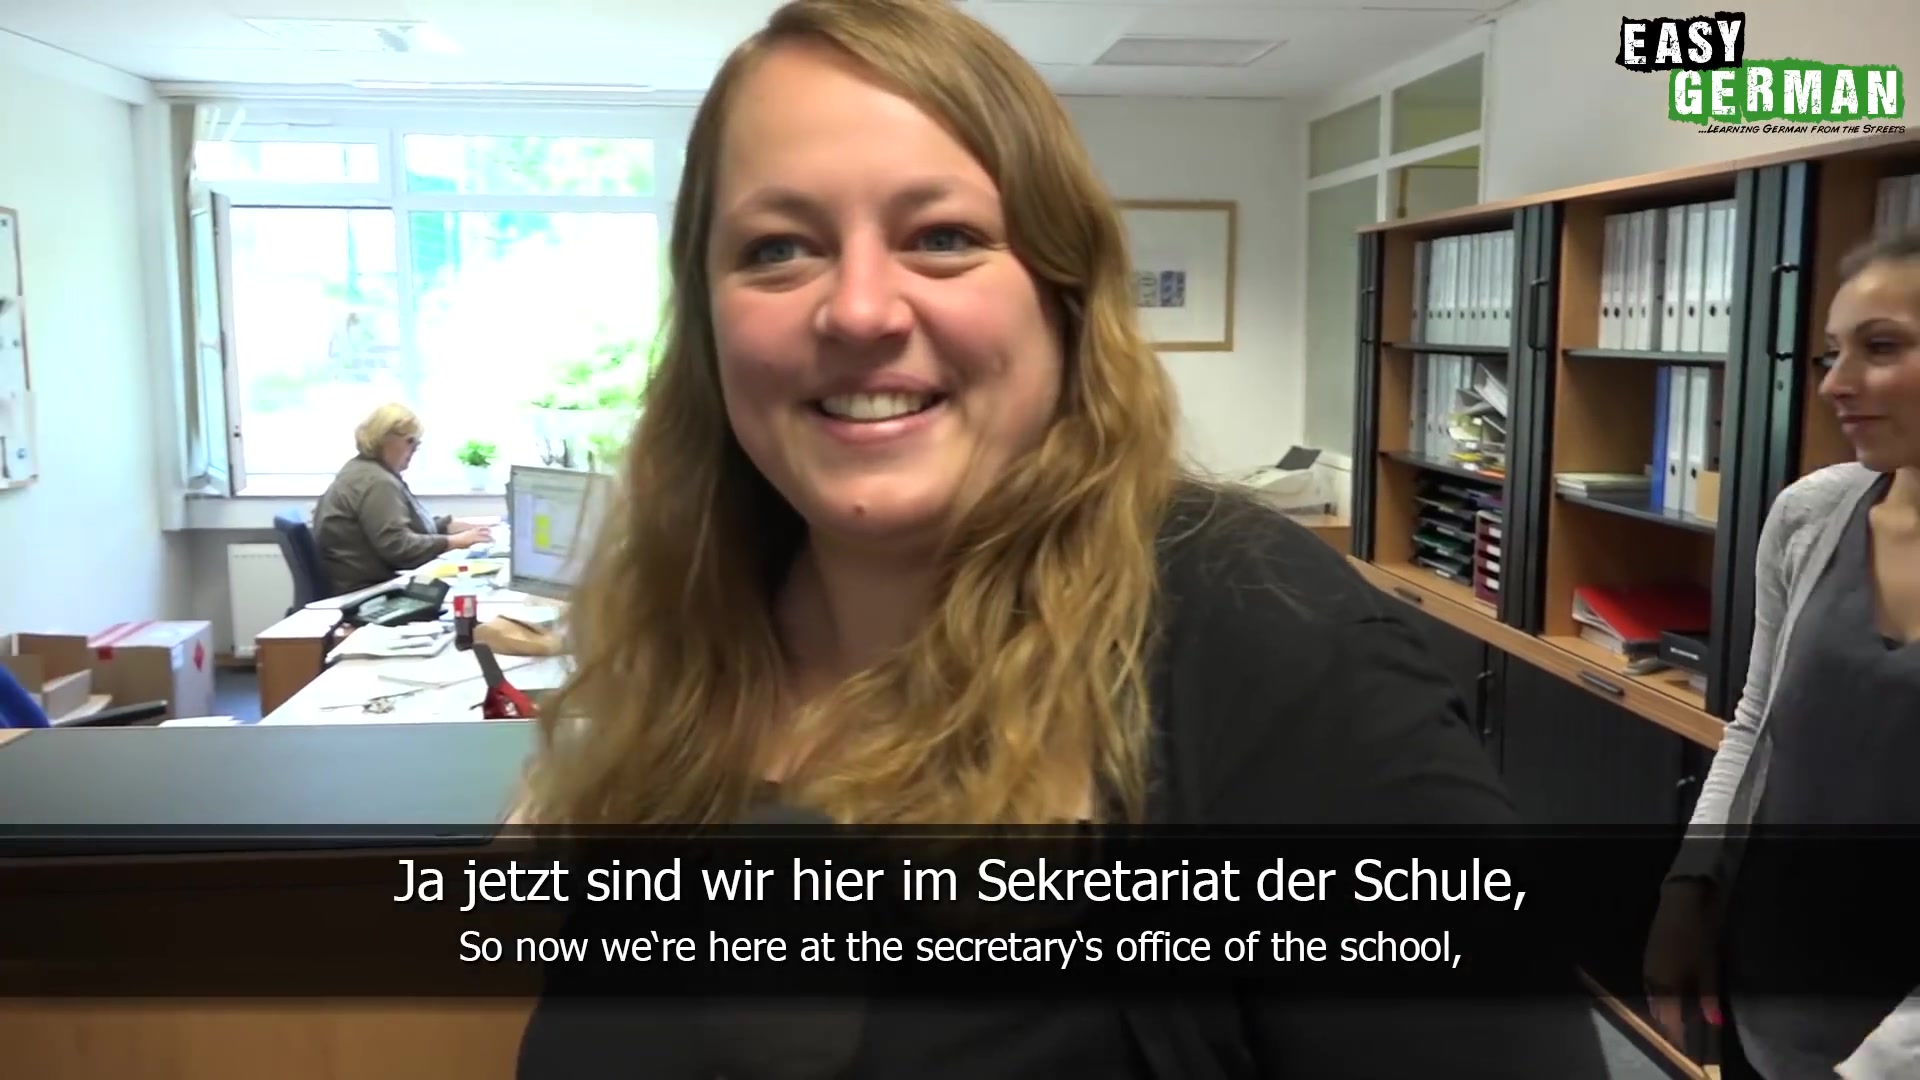 EASY
GERMAN
...LEARNING GERMAN FROM THE STREETS
Ja jetzt sind wir hier im Sekretariat der Schule,
So now we‘re here at the secretary‘s office of the school,